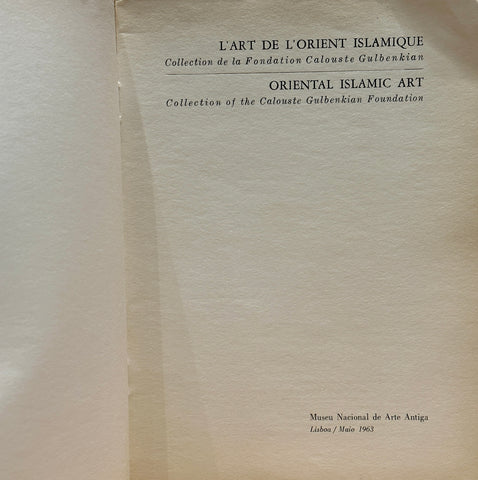 L'ART DE L'ORIENT ISLAMIQUE
Collection de la Fondation Calouste Gulbenkian
ORIENTAL ISLAMIC ART
Collection of the Calouste Gulbenkian Foundation
Museu Nacional de Arte Antiga
Lisboa / Maio 1963